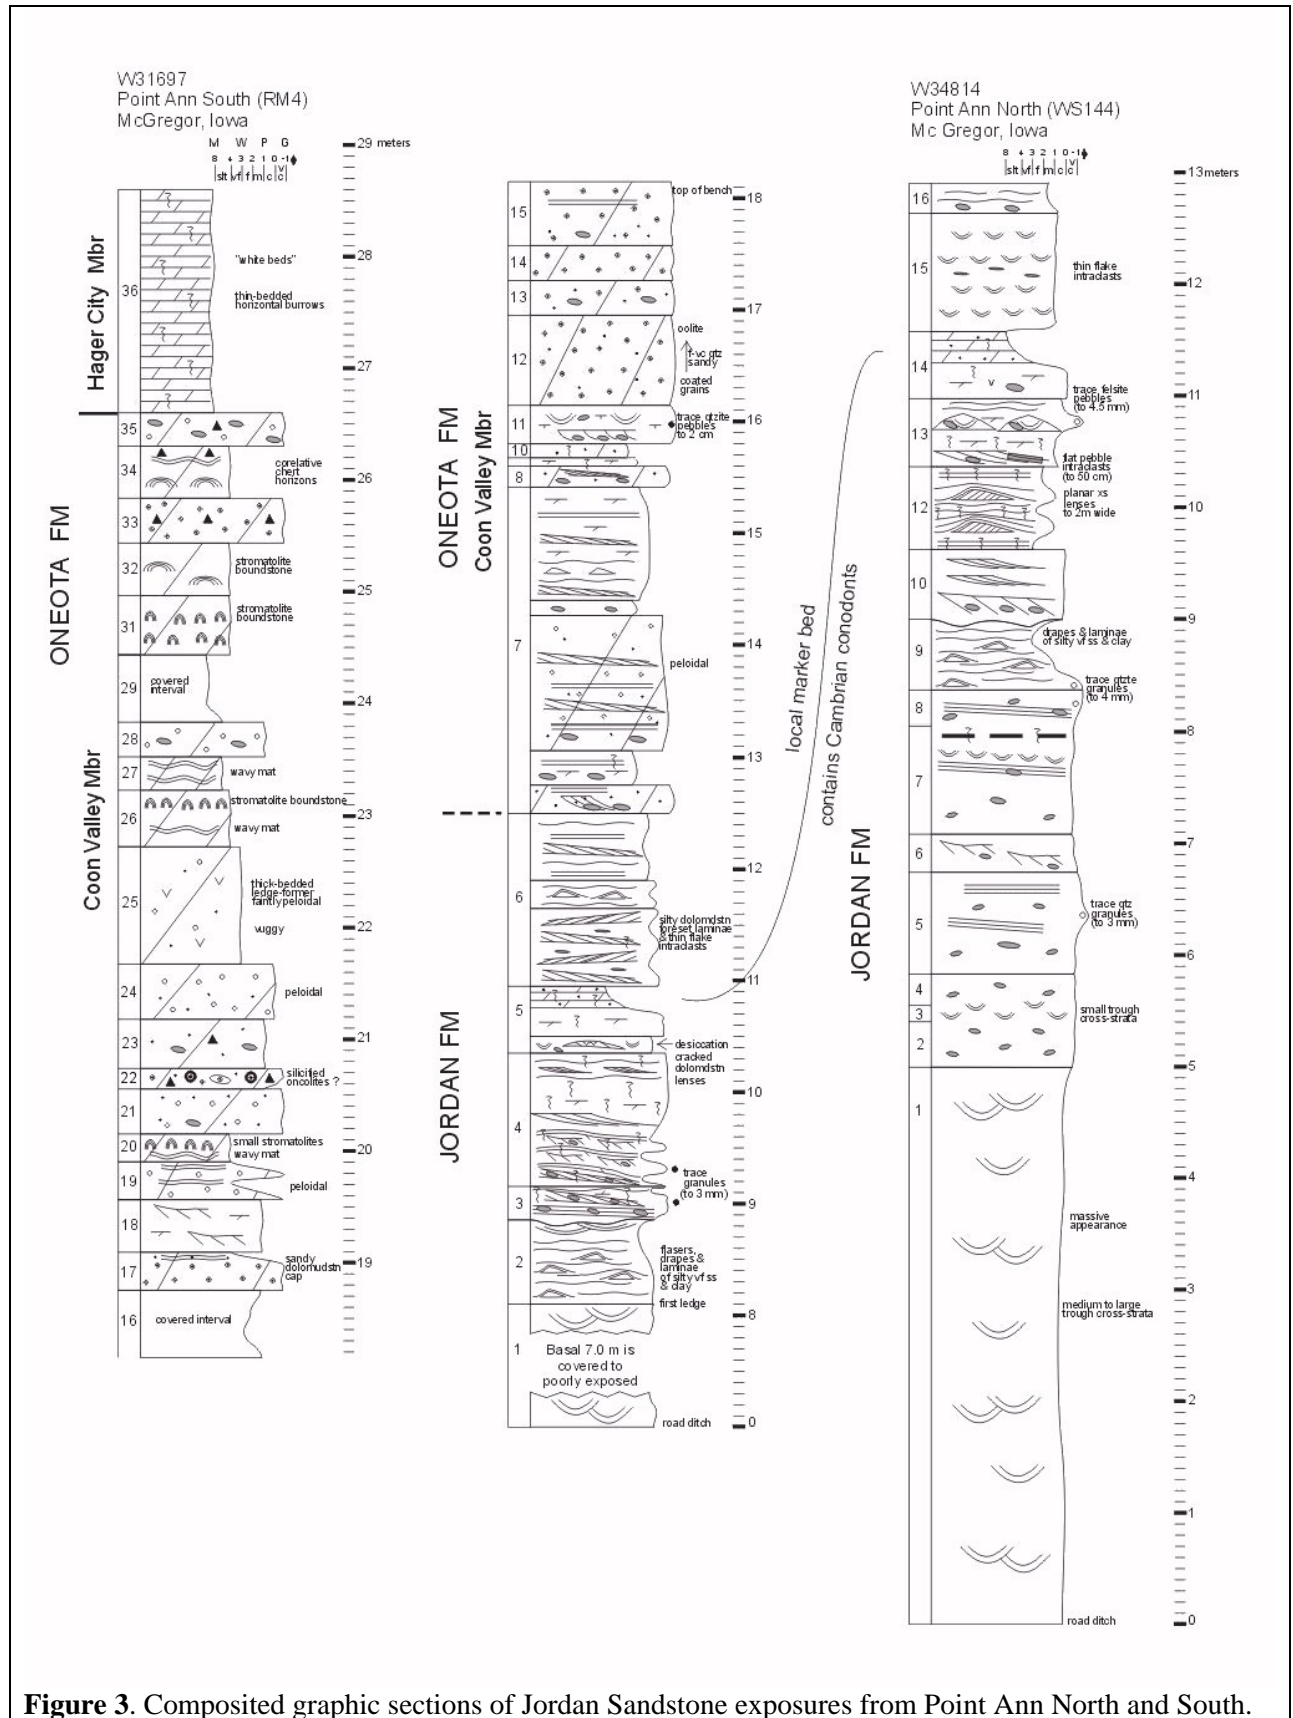 W31697
Point Ann South (RM4)
McGregor, Iowa
M W P G
8 4 3 2 1 0 -1
slt vf f m c vc
29 meters
28
27
26
25
24
23
22
21
20
19
Hager City Mbr
ONEOTA FM
Coon Valley Mbr
36
"white beds"
thin-bedded
horizontal burrows
35
34
corelative
chert
horizons
33
32
stromatolite
boundstone
31
stromatolite
boundstone
29
covered
interval
28
27
wavy mat
26
stromatolite boundstone
wavy mat
25
thick-bedded
ledge-former
faintly peloidal
vuggy
24
peloidal
23
22
silicified
oncolites ?
21
20
small stromatolites
wavy mat
19
peloidal
18
17
sandy
dolomudstn
cap
16
covered interval
ONEOTA FM
Coon Valley Mbr
JORDAN FM
15
top of bench
14
13
12
oolite
f-vc qtz
sandy
coated
grains
11
trace qtzite
pebbles
to 2 cm
10
8
7
peloidal
6
silty dolomdstn
foreset laminae
& thin flake
intraclasts
5
desiccation
cracked
dolomdstn
lenses
4
trace
granules
(to 3 mm)
3
2
flasers,
drapes &
laminae
of silty vf ss
& clay
first ledge
1
Basal 7.0 m is
covered to
poorly exposed
road ditch
18
17
16
15
14
13
12
11
10
9
8
0
local marker bed
contains Cambrian conodonts
W34814
Point Ann North (WS144)
Mc Gregor, Iowa
8 4 3 2 1 0 -1
slt vf f m c vc
JORDAN FM
16
15
thin flake
intraclasts
14
trace felsite
pebbles
(to 4.5 mm)
13
flat pebble
intraclasts
(to 50 cm)
12
planar xs
lenses
to 2m wide
10
9
drapes & laminae
of silty vf ss & clay
trace qtzte
granules
(to 4 mm)
8
7
6
5
trace qtz
granules
(to 3 mm)
4
3
2
small trough
cross-strata
1
massive
appearance
medium to large
trough cross-strata
road ditch
13 meters
12
11
10
9
8
7
6
5
4
3
2
1
0
Figure 3. Composited graphic sections of Jordan Sandstone exposures from Point Ann North and South.